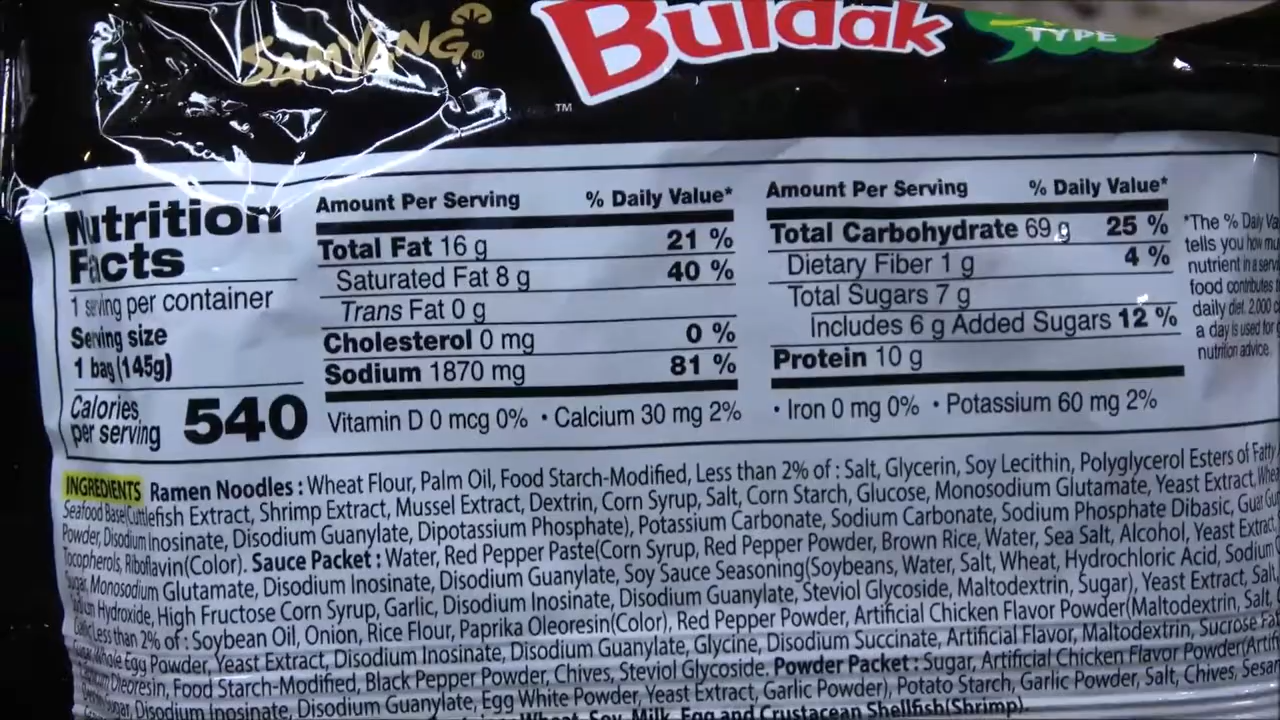 SAMYANG®
Buldak
TYPE
TM
Nutrition
Facts
1 serving per container
Serving size
1 bag (145g)
Calories
per serving 540
Amount Per Serving % Daily Value*
Total Fat 16 g 21 %
Saturated Fat 8 g 40 %
Trans Fat 0 g
Cholesterol 0 mg 0 %
Sodium 1870 mg 81 %
Amount Per Serving % Daily Value*
Total Carbohydrate 69 g 25 %
Dietary Fiber 1 g 4 %
Total Sugars 7 g
Includes 6 g Added Sugars 12 %
Protein 10 g
Vitamin D 0 mcg 0% • Calcium 30 mg 2% • Iron 0 mg 0% • Potassium 60 mg 2%
*The % Daily
tells you how
nutrient in a
food contributes
daily diet. 2,000
a day is used for
nutrition advice.
INGREDIENTS Ramen Noodles : Wheat Flour, Palm Oil, Food Starch-Modified, Less than 2% of : Salt, Glycerin, Soy Lecithin, Polyglycerol Esters of Fatty
Seafood Base(Cuttlefish Extract, Shrimp Extract, Mussel Extract, Dextrin, Corn Syrup, Salt, Corn Starch, Glucose, Monosodium Glutamate, Yeast Extract,
Powder, Disodium Inosinate, Disodium Guanylate, Dipotassium Phosphate), Potassium Carbonate, Sodium Carbonate, Sodium Phosphate Dibasic, Guar
Tocopherols, Riboflavin(Color). Sauce Packet : Water, Red Pepper Paste(Corn Syrup, Red Pepper Powder, Brown Rice, Water, Sea Salt, Alcohol, Yeast Extract
Sugar, Monosodium Glutamate, Disodium Inosinate, Disodium Guanylate, Soy Sauce Seasoning(Soybeans, Water, Salt, Wheat, Hydrochloric Acid, Sodium
Hydroxide, High Fructose Corn Syrup, Garlic, Disodium Inosinate, Disodium Guanylate, Steviol Glycoside, Maltodextrin, Sugar), Yeast Extract, Salt,
Less than 2% of : Soybean Oil, Onion, Rice Flour, Paprika Oleoresin(Color), Red Pepper Powder, Artificial Chicken Flavor Powder(Maltodextrin, Salt,
Whole Egg Powder, Yeast Extract, Disodium Inosinate, Disodium Guanylate, Glycine, Disodium Succinate, Artificial Flavor, Maltodextrin, Sucrose
Oleoresin, Food Starch-Modified, Black Pepper Powder, Chives, Steviol Glycoside. Powder Packet : Sugar, Artificial Chicken Flavor Powder(
Sugar, Disodium Inosinate, Disodium Guanylate, Egg White Powder, Yeast Extract, Garlic Powder), Potato Starch, Garlic Powder, Salt, Chives,
Wheat, Soy, Milk, Egg and Crustacean Shellfish(Shrimp).